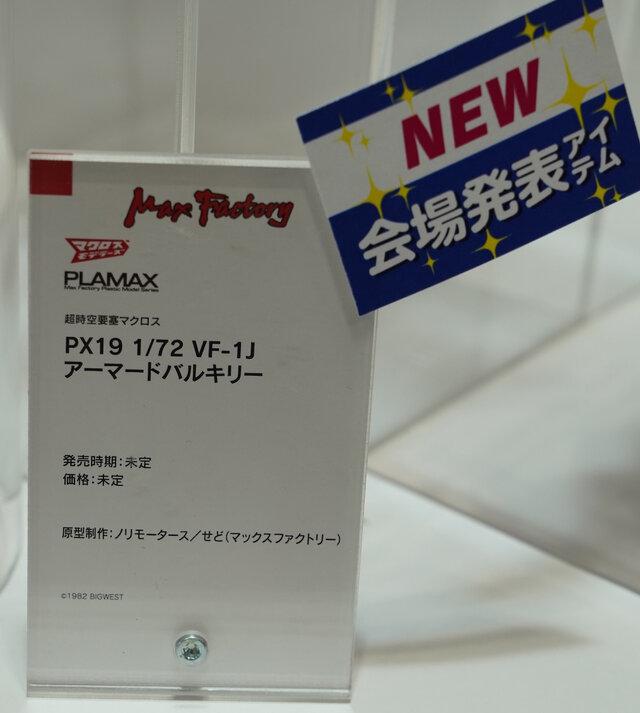 NEW
会場発表アイテム
Max Factory
マクロス
モデラーズ
PLAMAX
Max Factory Plastic Model Series
超時空要塞マクロス
PX19 1/72 VF-1J
アーマードバルキリー
発売時期：未定
価格：未定
原型制作：ノリモータース／せど（マックスファクトリー）
©1982 BIGWEST